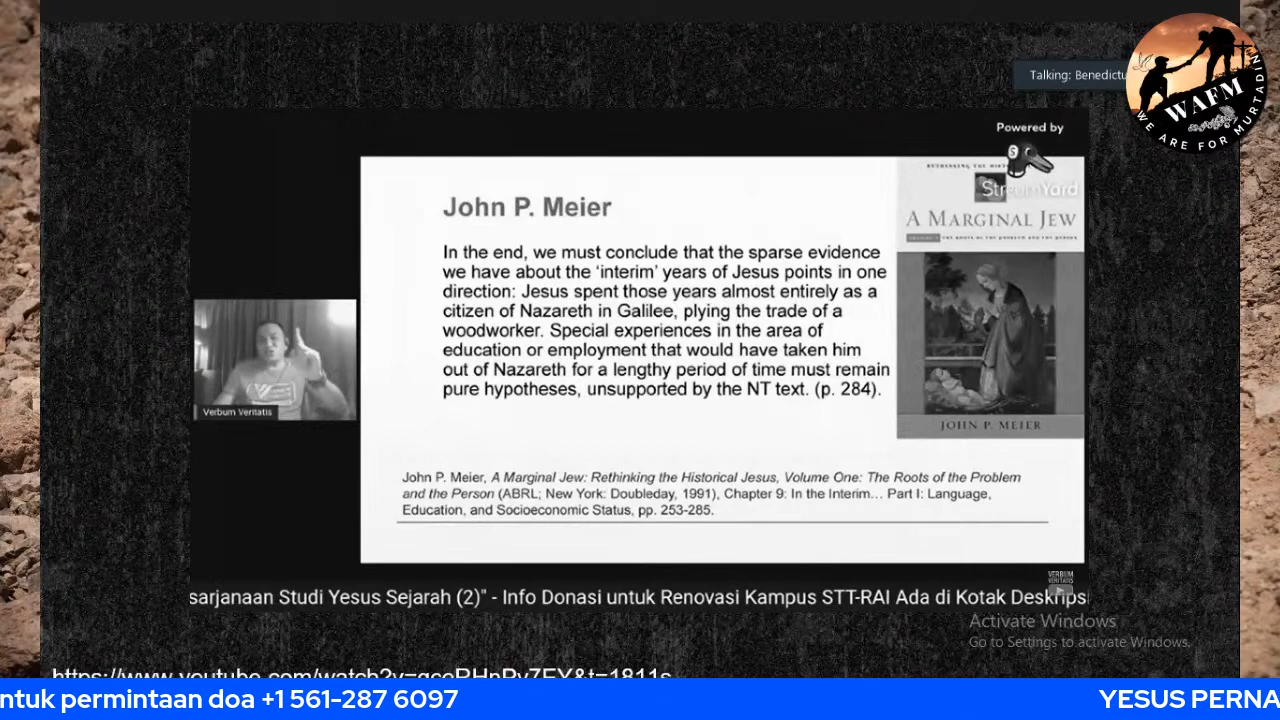 Talking: Benedictu
WAFM
WE ARE FOR MURTADIN
Powered by
StreamYard
John P. Meier
In the end, we must conclude that the sparse evidence
we have about the ‘interim’ years of Jesus points in one
direction: Jesus spent those years almost entirely as a
citizen of Nazareth in Galilee, plying the trade of a
woodworker. Special experiences in the area of
education or employment that would have taken him
out of Nazareth for a lengthy period of time must remain
pure hypotheses, unsupported by the NT text. (p. 284).
A MARGINAL JEW
JOHN P. MEIER
Verbum Veritatis
John P. Meier, A Marginal Jew: Rethinking the Historical Jesus, Volume One: The Roots of the Problem
and the Person (ABRL; New York: Doubleday, 1991), Chapter 9: In the Interim… Part I: Language,
Education, and Socioeconomic Status, pp. 253-285.
VERBUM
VERITATIS
sarjanaan Studi Yesus Sejarah (2)" - Info Donasi untuk Renovasi Kampus STT-RAI Ada di Kotak Deskrips
Activate Windows
Go to Settings to activate Windows.
ntuk permintaan doa +1 561-287 6097
YESUS PERNA